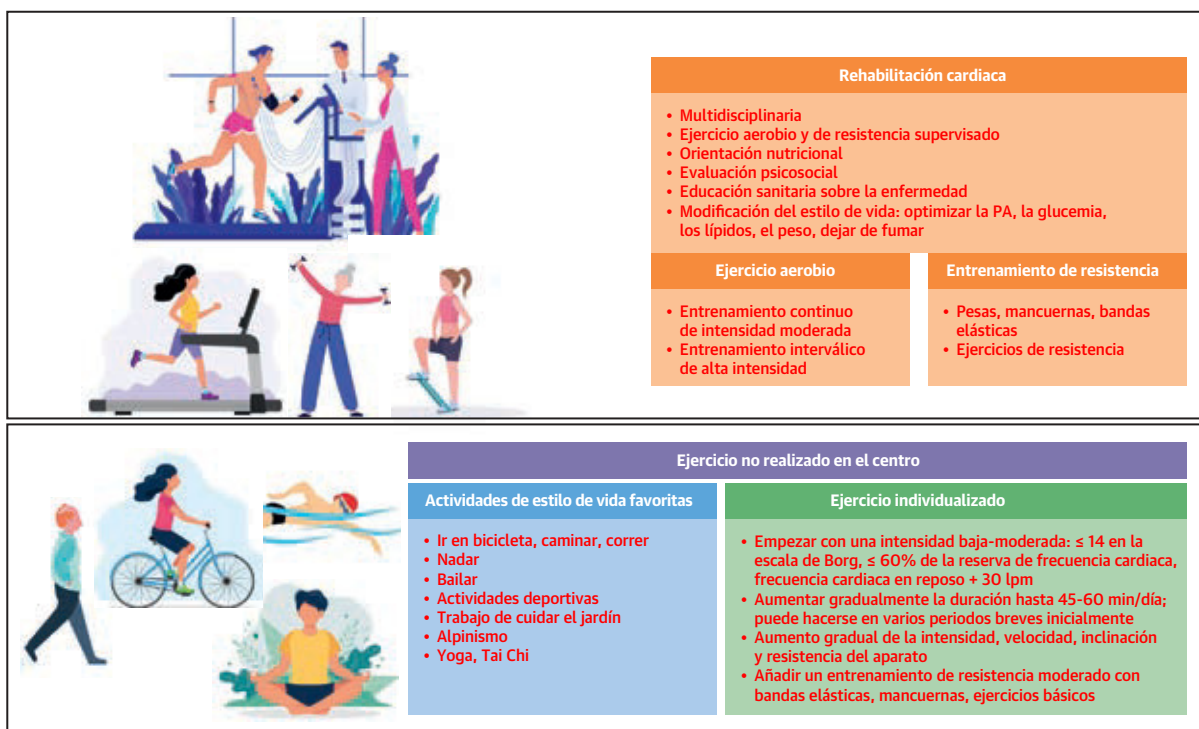 Rehabilitación cardiaca
• Multidisciplinaria
• Ejercicio aerobio y de resistencia supervisado
• Orientación nutricional
• Evaluación psicosocial
• Educación sanitaria sobre la enfermedad
• Modificación del estilo de vida: optimizar la PA, la glucemia,
los lípidos, el peso, dejar de fumar
Ejercicio aerobio
• Entrenamiento continuo
de intensidad moderada
• Entrenamiento interválico
de alta intensidad
Entrenamiento de resistencia
• Pesas, mancuernas, bandas
elásticas
• Ejercicios de resistencia
Ejercicio no realizado en el centro
Actividades de estilo de vida favoritas
• Ir en bicicleta, caminar, correr
• Nadar
• Bailar
• Actividades deportivas
• Trabajo de cuidar el jardín
• Alpinismo
• Yoga, Tai Chi
Ejercicio individualizado
• Empezar con una intensidad baja-moderada: ≤ 14 en la
escala de Borg, ≤ 60% de la reserva de frecuencia cardiaca,
frecuencia cardiaca en reposo + 30 lpm
• Aumentar gradualmente la duración hasta 45-60 min/día;
puede hacerse en varios periodos breves inicialmente
• Aumento gradual de la intensidad, velocidad, inclinación
y resistencia del aparato
• Añadir un entrenamiento de resistencia moderado con
bandas elásticas, mancuernas, ejercicios básicos